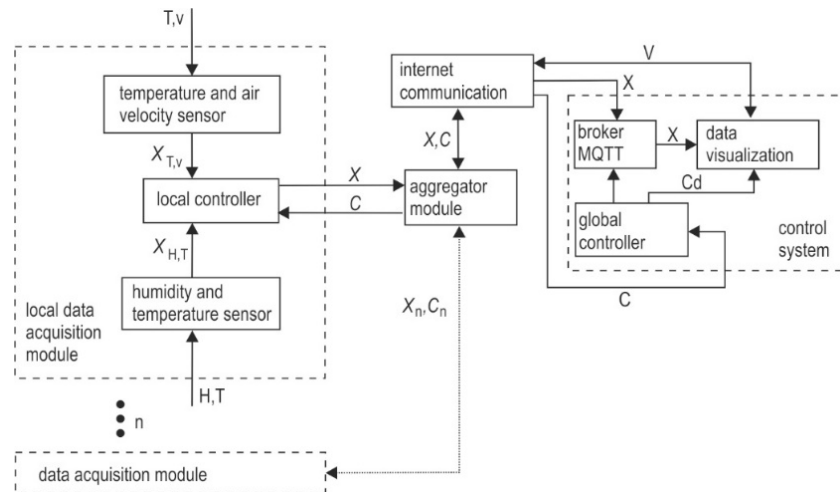 T,v
temperature and air
velocity sensor
X_T,v
local controller
X
C
X_H,T
humidity and
temperature sensor
local data
acquisition
module
H,T
n
data acquisition module
internet
communication
X,C
aggregator
module
X_n,C_n
V
X
broker
MQTT
X
data
visualization
Cd
global
controller
control
system
C